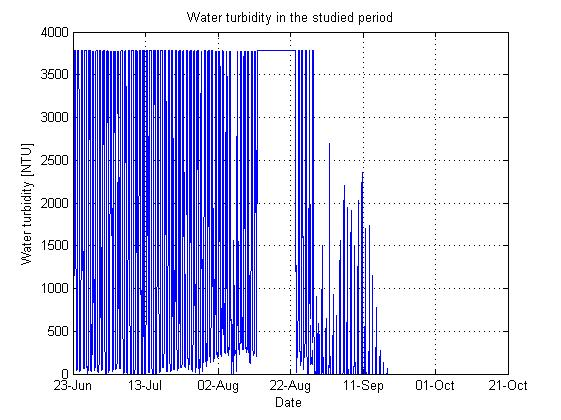 Water turbidity in the studied period
4000
3500
3000
2500
2000
1500
1000
500
0
Water turbidity [NTU]
23-Jun 13-Jul 02-Aug 22-Aug 11-Sep 01-Oct 21-Oct
Date